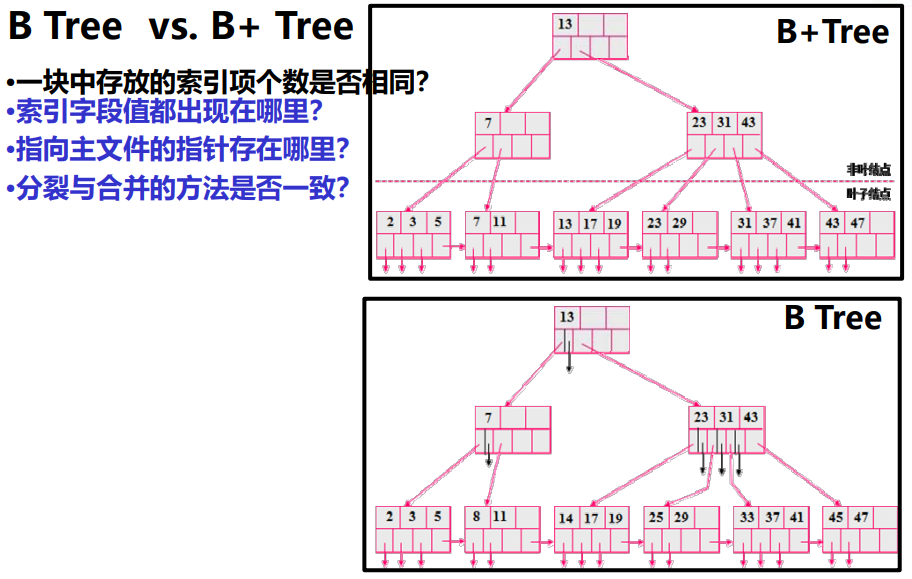 B Tree vs. B+ Tree
•一块中存放的索引项个数是否相同?
•索引字段值都出现在哪里?
•指向主文件的指针存在哪里?
•分裂与合并的方法是否一致?
B+Tree
13
7
23 31 43
非叶结点
叶子结点
2 3 5
7 11
13 17 19
23 29
31 37 41
43 47
B Tree
13
7
23 31 43
2 3 5
8 11
14 17 19
25 29
33 37 41
45 47